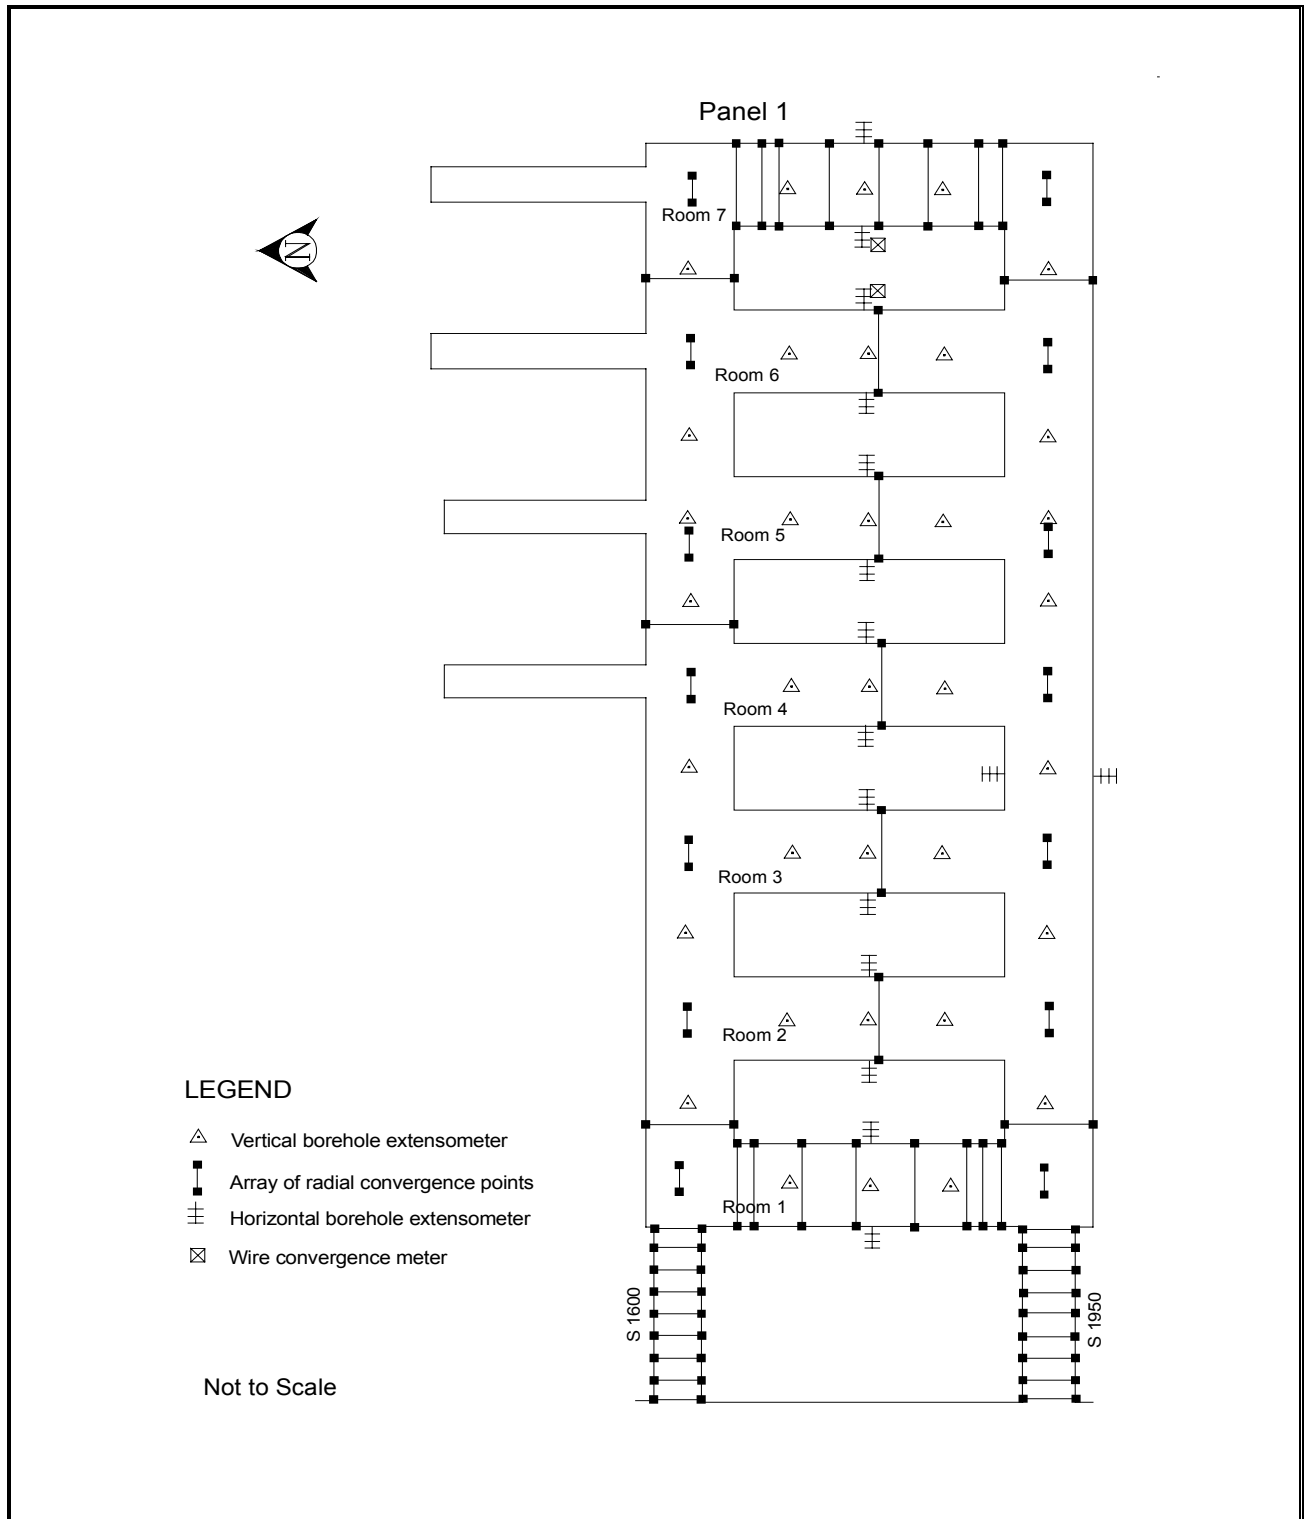 Panel 1
Room 7
N
Room 6
Room 5
Room 4
Room 3
Room 2
LEGEND
Vertical borehole extensometer
Array of radial convergence points
Room 1
Horizontal borehole extensometer
Wire convergence meter
S 1600
S 1950
Not to Scale